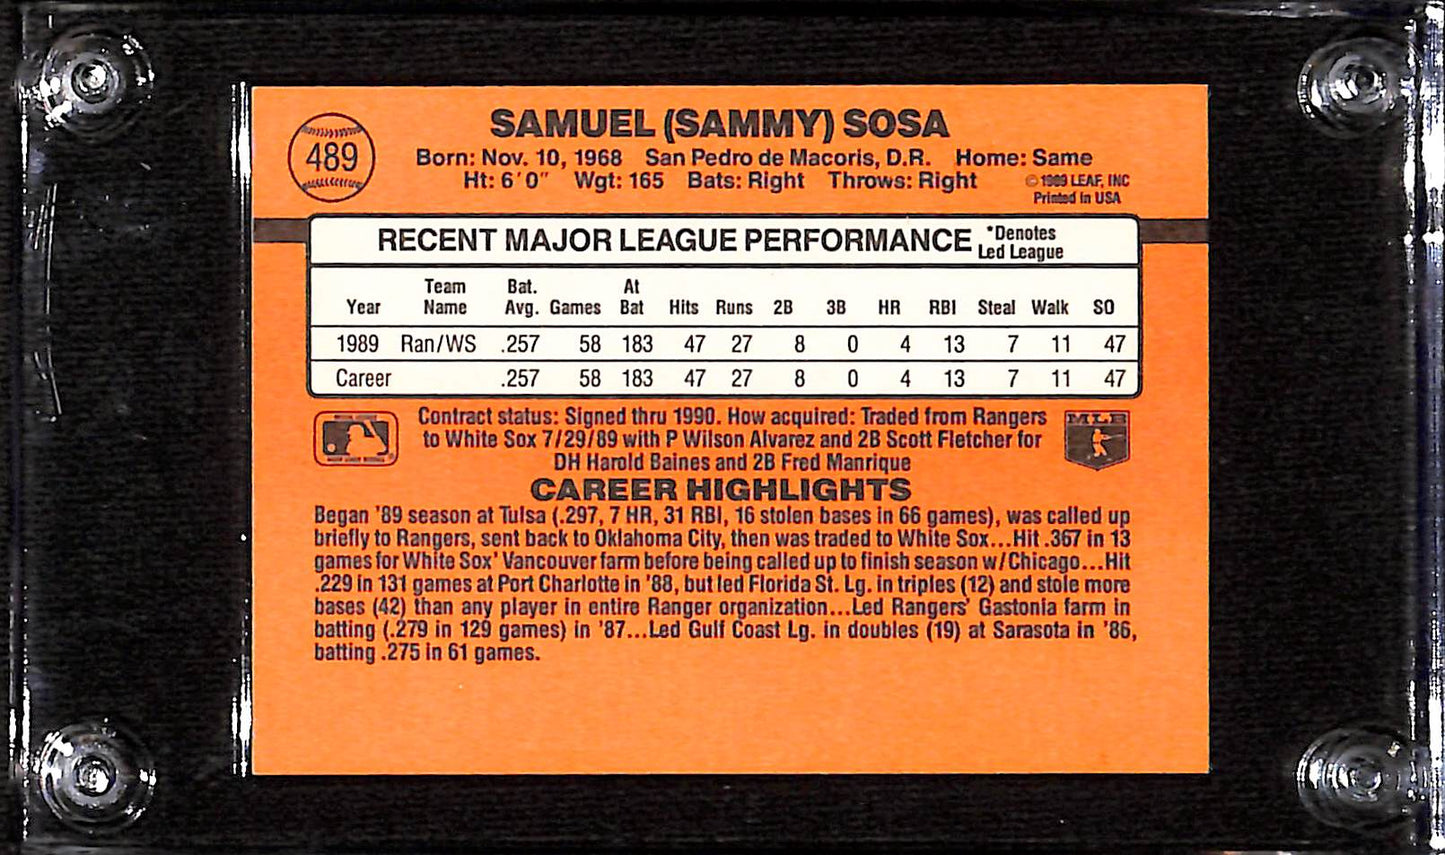 489
SAMUEL (SAMMY) SOSA
Born: Nov. 10, 1968 San Pedro de Macoris, D.R. Home: Same
Ht: 6'0" Wgt: 165 Bats: Right Throws: Right
© 1989 LEAF, INC
Printed in USA
RECENT MAJOR LEAGUE PERFORMANCE *Denotes
Led League
Team Bat. At
Year Name Avg. Games Bat Hits Runs 2B 3B HR RBI Steal Walk SO
1989 Ran/WS .257 58 183 47 27 8 0 4 13 7 11 47
Career .257 58 183 47 27 8 0 4 13 7 11 47
Contract status: Signed thru 1990. How acquired: Traded from Rangers
to White Sox 7/29/89 with P Wilson Alvarez and 2B Scott Fletcher for
DH Harold Baines and 2B Fred Manrique
MLB
CAREER HIGHLIGHTS
Began '89 season at Tulsa (.297, 7 HR, 31 RBI, 16 stolen bases in 66 games), was called up
briefly to Rangers, sent back to Oklahoma City, then was traded to White Sox...Hit .367 in 13
games for White Sox' Vancouver farm before being called up to finish season w/Chicago...Hit
.229 in 131 games at Port Charlotte in '88, but led Florida St. Lg. in triples (12) and stole more
bases (42) than any player in entire Ranger organization...Led Rangers' Gastonia farm in
batting (.279 in 129 games) in '87...Led Gulf Coast Lg. in doubles (19) at Sarasota in '86,
batting .275 in 61 games.